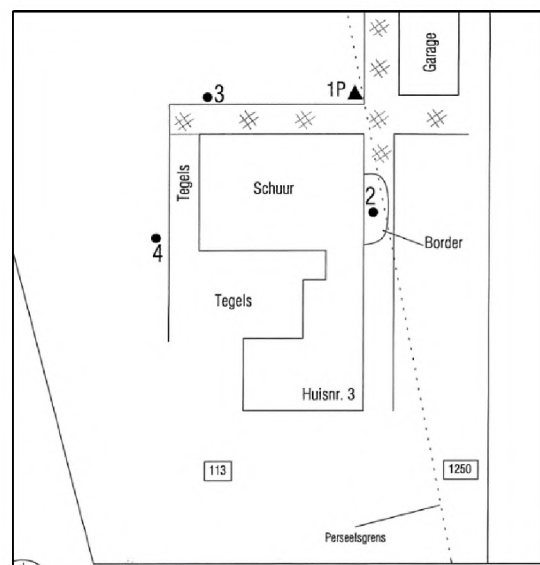 Garage
1P
3
Tegels
Schuur
2
Border
4
Tegels
Huisnr. 3
113
1250
Perseelsgrens